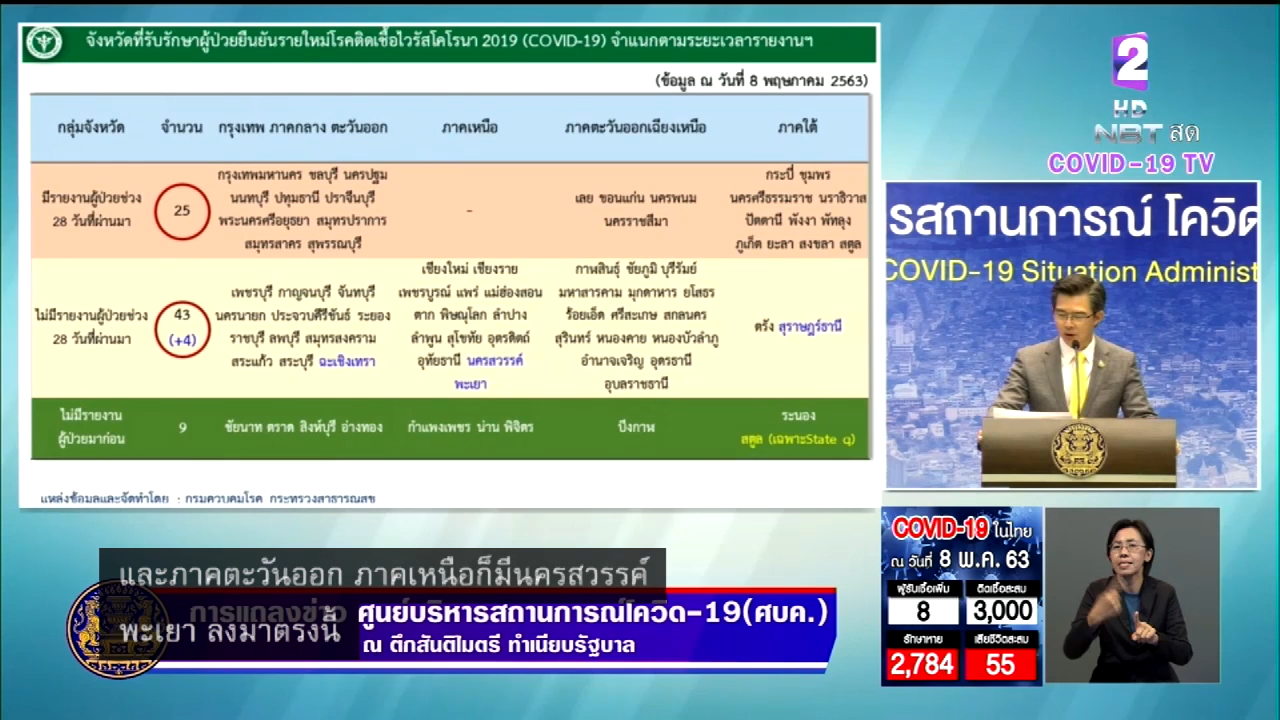 จังหวัดที่รับรักษาผู้ป่วยยืนยันรายใหม่โรคติดเชื้อไวรัสโคโรนา 2019 (COVID-19) จำแนกตามระยะเวลารายงานฯ
(ข้อมูล ณ วันที่ 8 พฤษภาคม 2563)
กลุ่มจังหวัด จำนวน กรุงเทพ ภาคกลาง ตะวันออก ภาคเหนือ ภาคตะวันออกเฉียงเหนือ ภาคใต้
มีรายงานผู้ป่วยช่วง
28 วันที่ผ่านมา
25
กรุงเทพมหานคร ชลบุรี นครปฐม
นนทบุรี ปทุมธานี ปราจีนบุรี
พระนครศรีอยุธยา สมุทรปราการ
สมุทรสาคร สุพรรณบุรี
-
เลย ขอนแก่น นครพนม
นครราชสีมา
กระบี่ ชุมพร
นครศรีธรรมราช นราธิวาส
ปัตตานี พังงา พัทลุง
ภูเก็ต ยะลา สงขลา สตูล
ไม่มีรายงานผู้ป่วยช่วง
28 วันที่ผ่านมา
43
(+4)
เพชรบุรี กาญจนบุรี จันทบุรี
นครนายก ประจวบคีรีขันธ์ ระยอง
ราชบุรี ลพบุรี สมุทรสงคราม
สระแก้ว สระบุรี ฉะเชิงเทรา
เชียงใหม่ เชียงราย
เพชรบูรณ์ แพร่ แม่ฮ่องสอน
ตาก พิษณุโลก ลำปาง
ลำพูน สุโขทัย อุตรดิตถ์
อุทัยธานี นครสวรรค์
พะเยา
กาฬสินธุ์ ชัยภูมิ บุรีรัมย์
มหาสารคาม มุกดาหาร ยโสธร
ร้อยเอ็ด ศรีสะเกษ สกลนคร
สุรินทร์ หนองคาย หนองบัวลำภู
อำนาจเจริญ อุดรธานี
อุบลราชธานี
ตรัง สุราษฎร์ธานี
ไม่มีรายงาน
ผู้ป่วยมาก่อน
9
ชัยนาท ตราด สิงห์บุรี อ่างทอง
กำแพงเพชร น่าน พิจิตร
บึงกาฬ
ระนอง
สตูล (เฉพาะState q)
แหล่งข้อมูลและจัดทำโดย : กรมควบคุมโรค กระทรวงสาธารณสุข
2
HD
NBT สด
COVID-19 TV
รสถานการณ์ โควิด
COVID-19 Situation Administ
COVID-19 ในไทย
ณ วันที่ 8 พ.ค. 63
ผู้รับเชื้อเพิ่ม ติดเชื้อสะสม
8 3,000
รักษาหาย เสียชีวิตสะสม
2,784 55
และภาคตะวันออก ภาคเหนือก็มีนครสวรรค์
พะเยา ลงมาตรงนี้
การแถลงข่าว ศูนย์บริหารสถานการณ์โควิด-19(ศบค.)
ณ ตึกสันติไมตรี ทำเนียบรัฐบาล